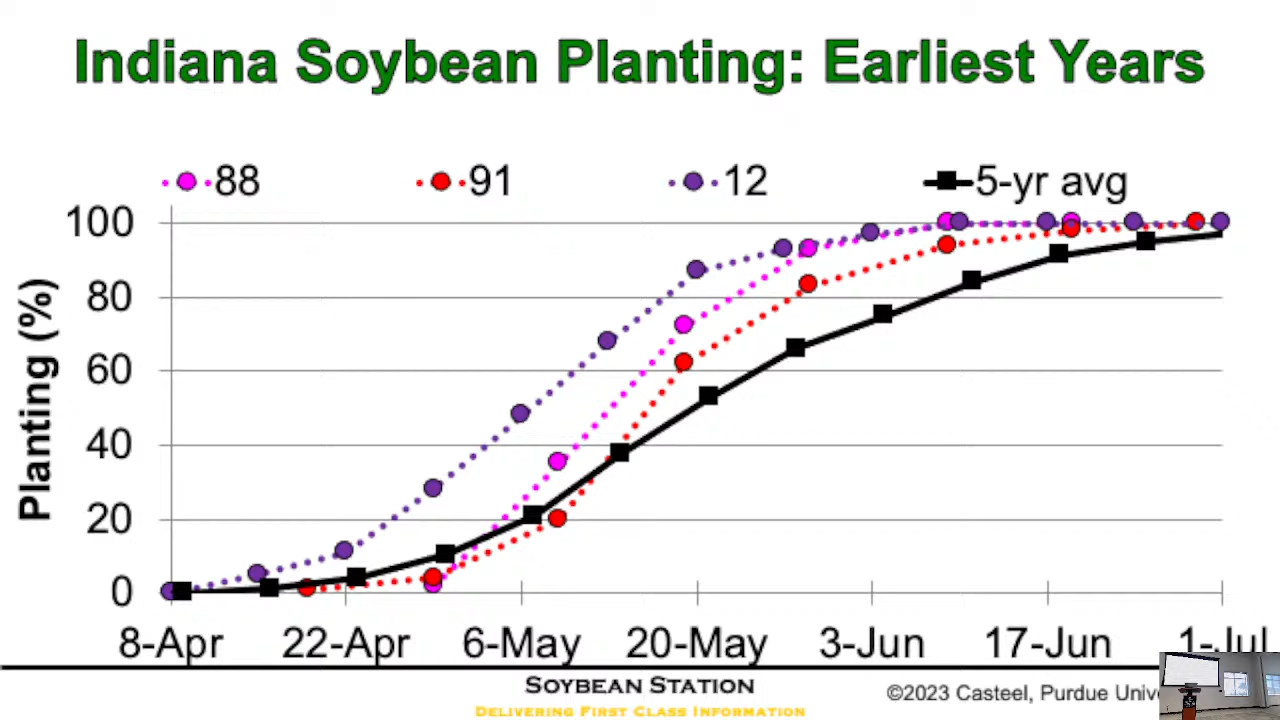 Indiana Soybean Planting: Earliest Years
88 91 12 5-yr avg
Planting (%)
100
80
60
40
20
0
8-Apr 22-Apr 6-May 20-May 3-Jun 17-Jun 1-Jul
SOYBEAN STATION
DELIVERING FIRST CLASS INFORMATION
©2023 Casteel, Purdue